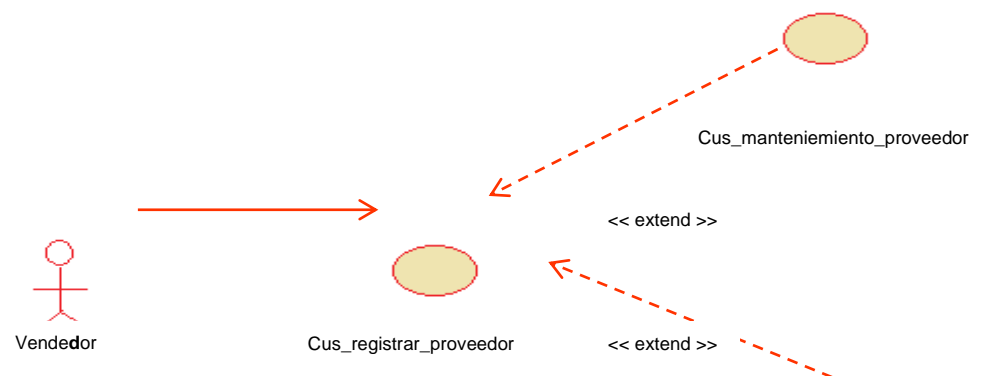 Cus_manteniemiento_proveedor
<< extend >>
Vendedor
Cus_registrar_proveedor
<< extend >>